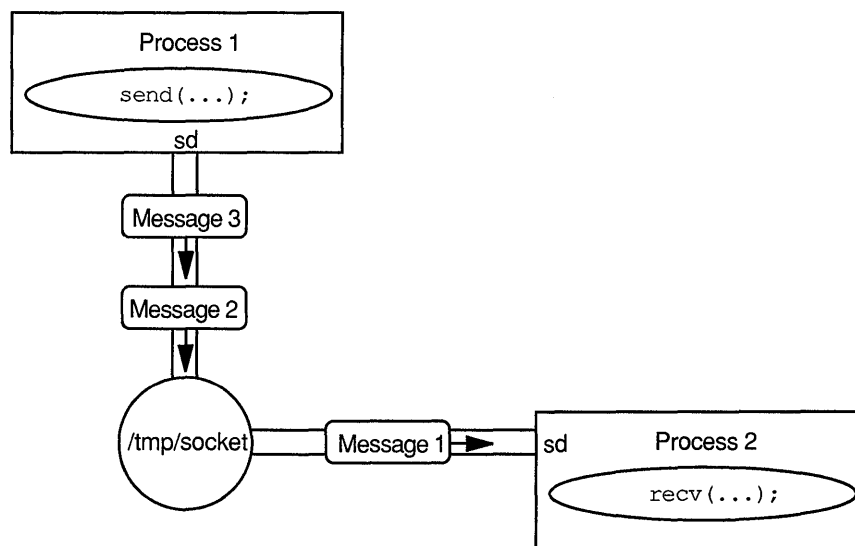 Process 1
send(...);
sd
Message 3
Message 2
/tmp/socket
Message 1
sd
Process 2
recv(...);